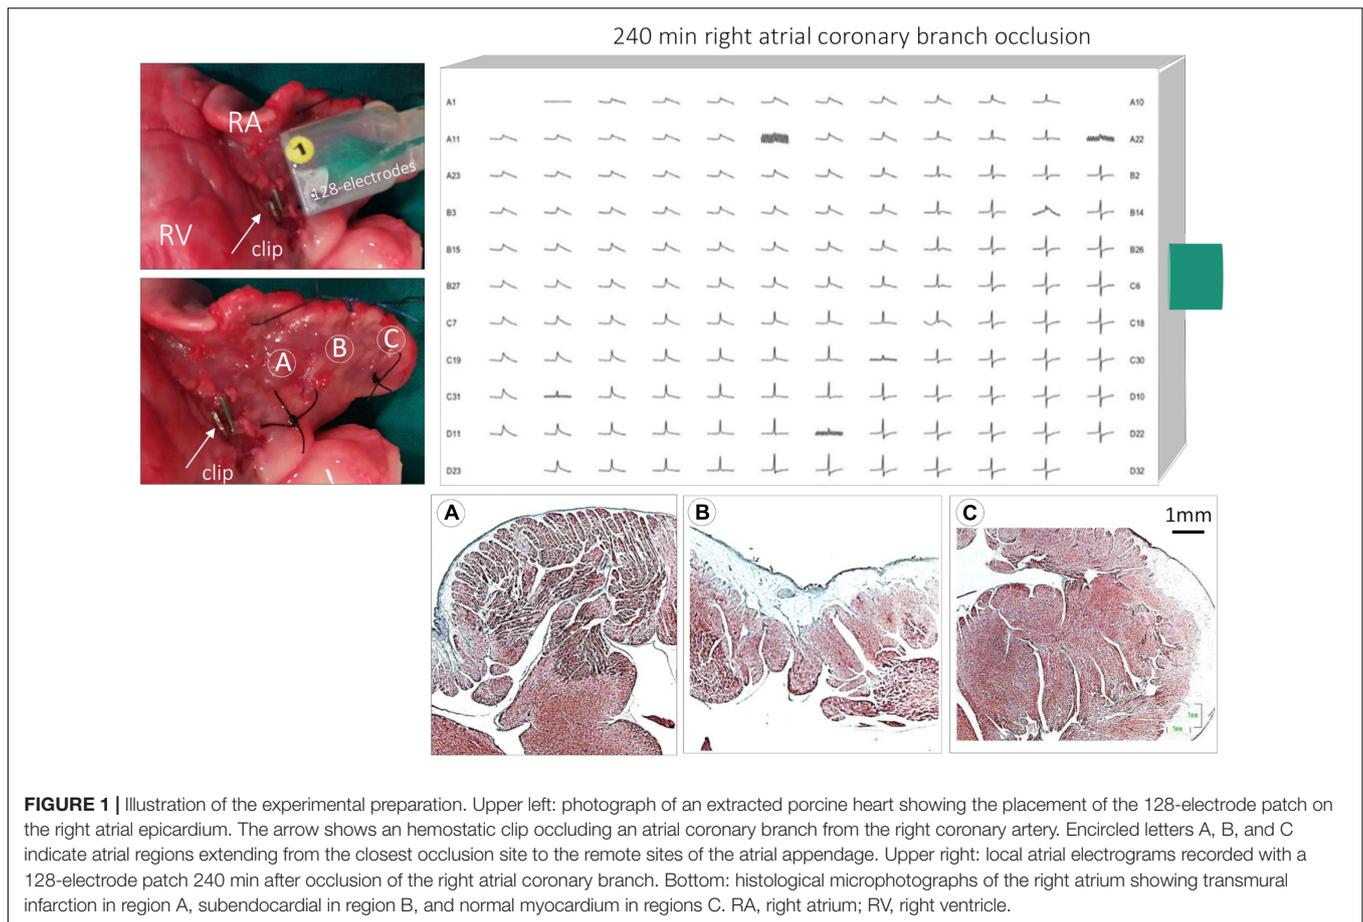 240 min right atrial coronary branch occlusion
RA
1
128-electrodes
RV
clip
A
B
C
clip
A1 A10
A11 A22
A23 B2
B3 B14
B15 B26
B27 C6
C7 C18
C19 C30
C31 D10
D11 D22
D23 D32
A
B
C
1mm
1mm
1mm
FIGURE 1 | Illustration of the experimental preparation. Upper left: photograph of an extracted porcine heart showing the placement of the 128-electrode patch on
the right atrial epicardium. The arrow shows an hemostatic clip occluding an atrial coronary branch from the right coronary artery. Encircled letters A, B, and C
indicate atrial regions extending from the closest occlusion site to the remote sites of the atrial appendage. Upper right: local atrial electrograms recorded with a
128-electrode patch 240 min after occlusion of the right atrial coronary branch. Bottom: histological microphotographs of the right atrium showing transmural
infarction in region A, subendocardial in region B, and normal myocardium in regions C. RA, right atrium; RV, right ventricle.